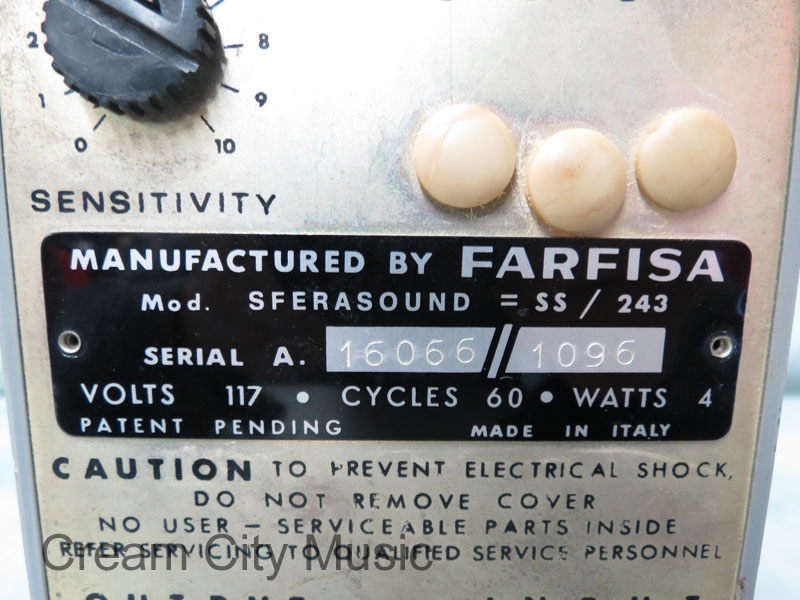 2 8
1 9
0 10
SENSITIVITY
MANUFACTURED BY FARFISA
Mod. SFERASOUND = SS / 243
SERIAL A. 16066 // 1096
VOLTS 117 • CYCLES 60 • WATTS 4
PATENT PENDING MADE IN ITALY
CAUTION TO PREVENT ELECTRICAL SHOCK,
DO NOT REMOVE COVER
NO USER – SERVICEABLE PARTS INSIDE
REFER SERVICING TO QUALIFIED SERVICE PERSONNEL
Cream City Music